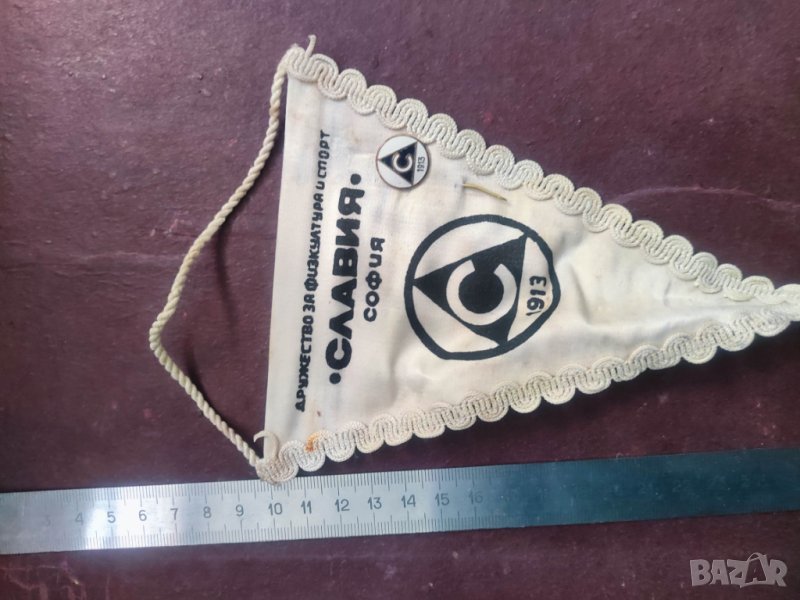 ДРУЖЕСТВО ЗА ФИЗКУЛТУРА И СПОРТ
•СЛАВИЯ•
СОФИЯ
С
1913
С
1913
3 4 5 6 7 8 9 10 11 12 13 14 15 16
BAZAR